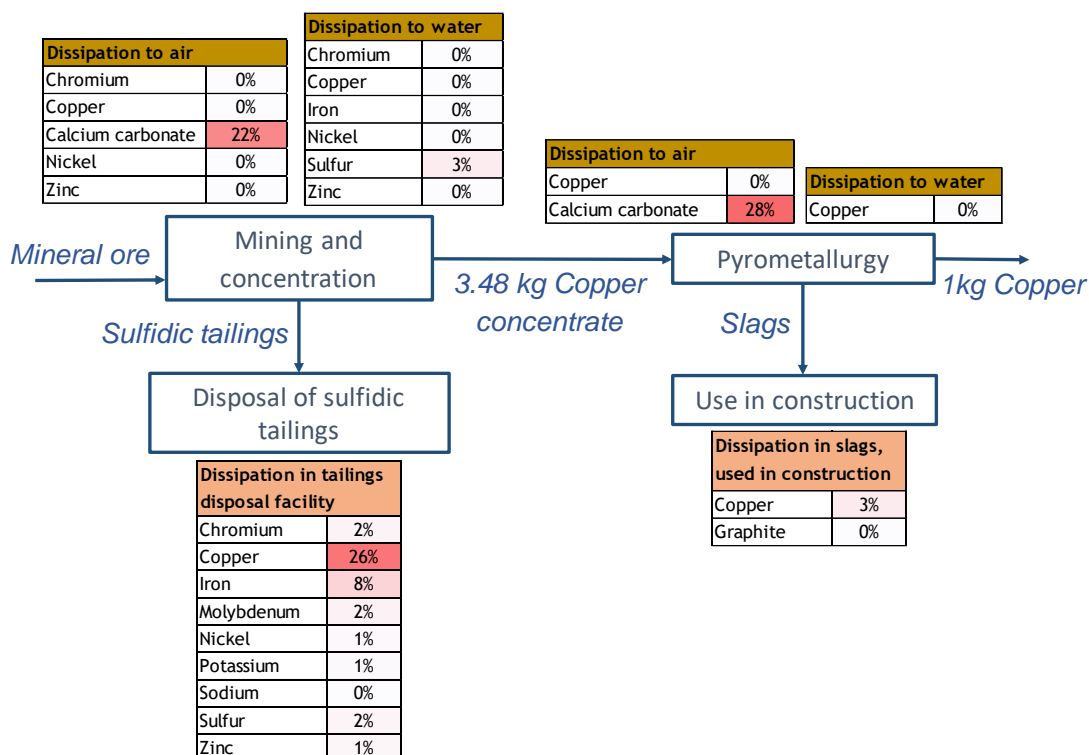 Dissipation to air
Chromium 0%
Copper 0%
Calcium carbonate 22%
Nickel 0%
Zinc 0%
Dissipation to water
Chromium 0%
Copper 0%
Iron 0%
Nickel 0%
Sulfur 3%
Zinc 0%
Dissipation to air
Copper 0%
Calcium carbonate 28%
Dissipation to water
Copper 0%
Mineral ore
Mining and
concentration
3.48 kg Copper
concentrate
Pyrometallurgy
1kg Copper
Sulfidic tailings
Slags
Disposal of sulfidic
tailings
Use in construction
Dissipation in tailings
disposal facility
Chromium 2%
Copper 26%
Iron 8%
Molybdenum 2%
Nickel 1%
Potassium 1%
Sodium 0%
Sulfur 2%
Zinc 1%
Dissipation in slags,
used in construction
Copper 3%
Graphite 0%